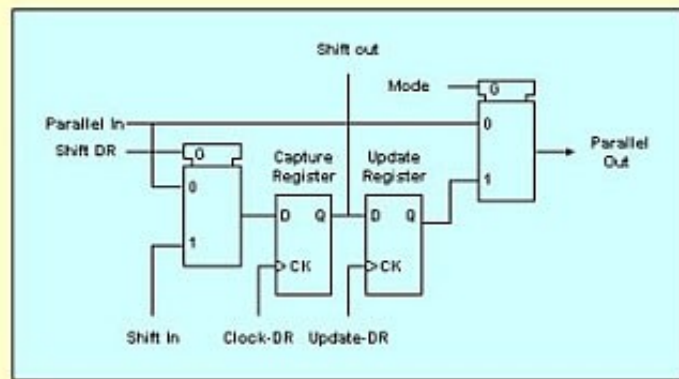 Shift out
Mode
G
Parallel In
0
Shift DR
G
Capture
Register
Update
Register
Parallel
Out
0
1
D Q
D Q
1
CK
CK
Shift In
Clock-DR
Update-DR